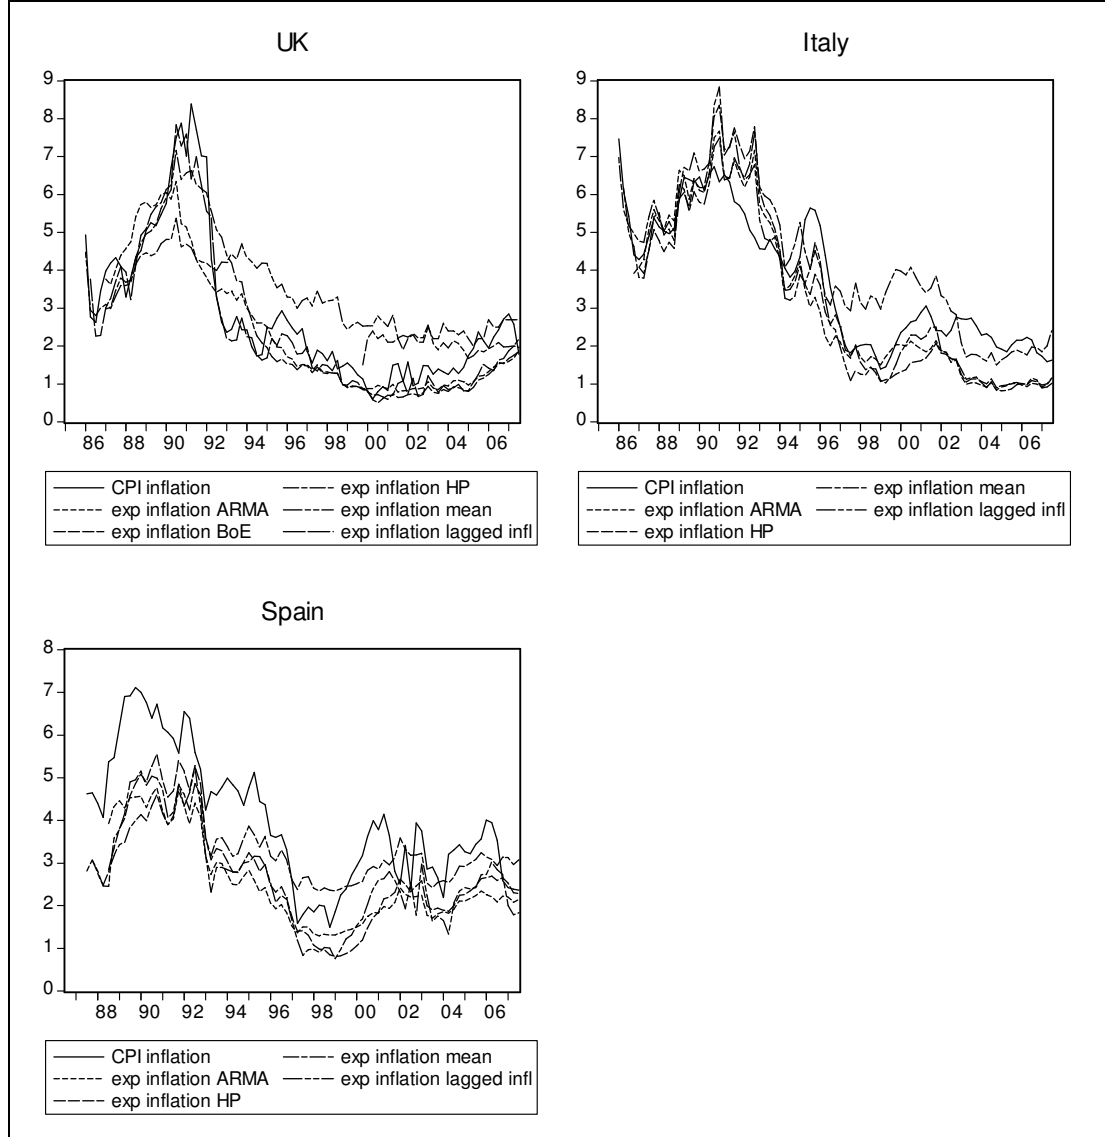 UK
9
8
7
6
5
4
3
2
1
0
86 88 90 92 94 96 98 00 02 04 06
CPI inflation
exp inflation ARMA
exp inflation BoE
exp inflation HP
exp inflation mean
exp inflation lagged infl
Italy
9
8
7
6
5
4
3
2
1
0
86 88 90 92 94 96 98 00 02 04 06
CPI inflation
exp inflation ARMA
exp inflation HP
exp inflation mean
exp inflation lagged infl
Spain
8
7
6
5
4
3
2
1
0
88 90 92 94 96 98 00 02 04 06
CPI inflation
exp inflation ARMA
exp inflation HP
exp inflation mean
exp inflation lagged infl